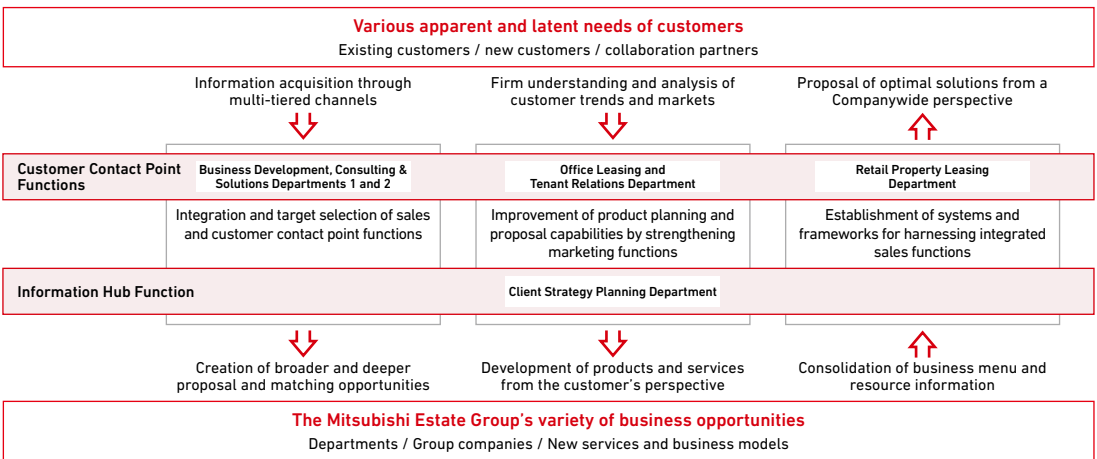 Various apparent and latent needs of customers
Existing customers / new customers / collaboration partners
Information acquisition through
multi-tiered channels
Firm understanding and analysis of
customer trends and markets
Proposal of optimal solutions from a
Companywide perspective
Customer Contact Point
Functions
Business Development, Consulting &
Solutions Departments 1 and 2
Office Leasing and
Tenant Relations Department
Retail Property Leasing
Department
Integration and target selection of sales
and customer contact point functions
Improvement of product planning and
proposal capabilities by strengthening
marketing functions
Establishment of systems and
frameworks for harnessing integrated
sales functions
Information Hub Function
Client Strategy Planning Department
Creation of broader and deeper
proposal and matching opportunities
Development of products and services
from the customer’s perspective
Consolidation of business menu and
resource information
The Mitsubishi Estate Group’s variety of business opportunities
Departments / Group companies / New services and business models